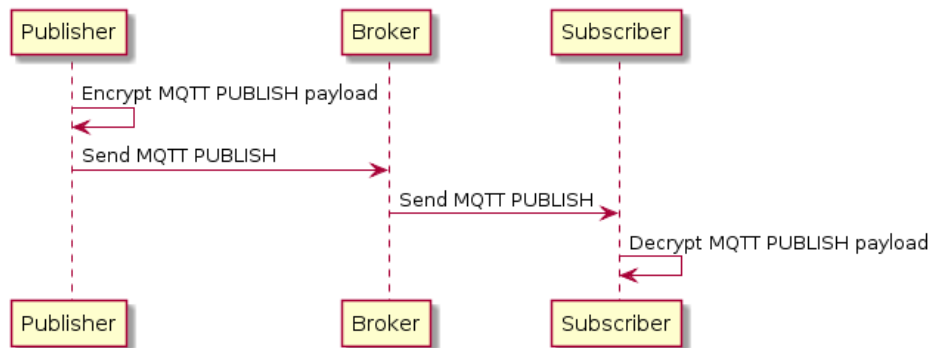 Publisher
Broker
Subscriber
Encrypt MQTT PUBLISH payload
Send MQTT PUBLISH
Send MQTT PUBLISH
Decrypt MQTT PUBLISH payload
Publisher
Broker
Subscriber